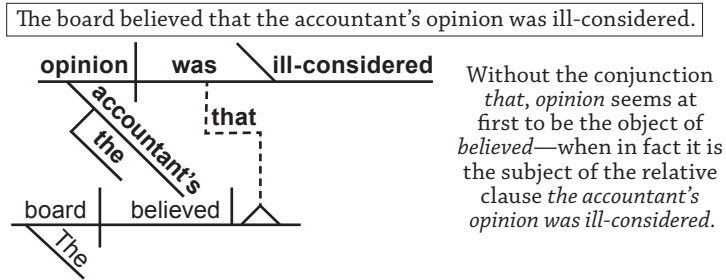 The board believed that the accountant's opinion was ill-considered.
opinion was ill-considered
accountant's
the
that
board believed
The
Without the conjunction
that, opinion seems at
first to be the object of
believed—when in fact it is
the subject of the relative
clause the accountant's
opinion was ill-considered.